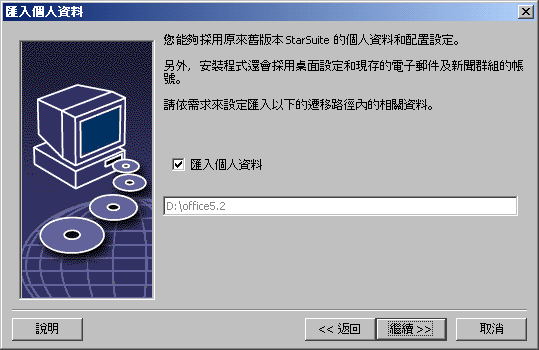 匯入個人資料
您能夠採用原來舊版本 StarSuite 的個人資料和配置設定。
另外，安裝程式還會採用桌面設定和現存的電子郵件及新聞群組的帳
號。
請依需求來設定匯入以下的遷移路徑內的相關資料。
匯入個人資料
D:\office5.2
說明
<< 返回
繼續 >>
取消